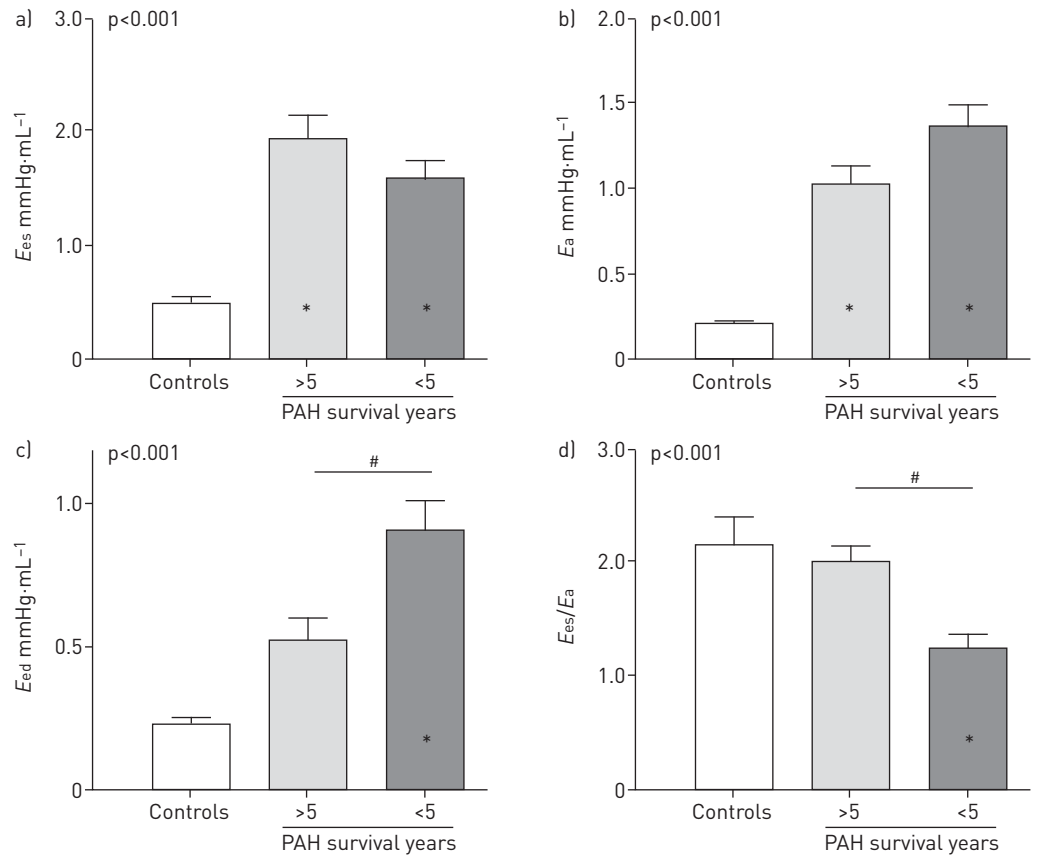 a)
p<0.001
3.0
2.0
1.0
0
Ees mmHg·mL⁻¹
*
*
Controls
>5
<5
PAH survival years
b)
p<0.001
2.0
1.5
1.0
0.5
0
Ea mmHg·mL⁻¹
*
*
Controls
>5
<5
PAH survival years
c)
p<0.001
#
1.0
0.5
0
Eed mmHg·mL⁻¹
*
Controls
>5
<5
PAH survival years
d)
p<0.001
#
3.0
2.0
1.0
0
Ees/Ea
*
Controls
>5
<5
PAH survival years